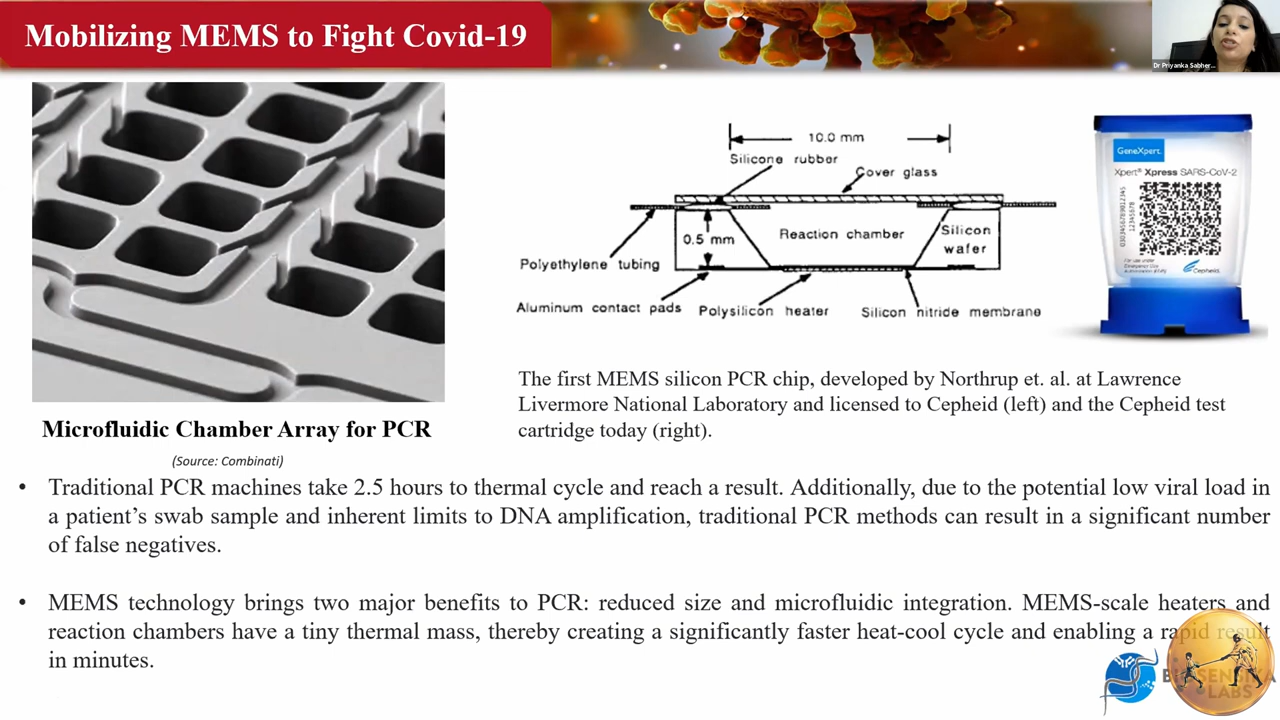 Mobilizing MEMS to Fight Covid-19
Dr Priyanka Sabher...
10.0 mm
Silicone rubber
Cover glass
0.5 mm
Reaction chamber
Silicon
wafer
Polyethylene tubing
Aluminum contact pads
Polysilicon heater
Silicon nitride membrane
GeneXpert.
Xpert® Xpress SARS-CoV-2
Cepheid.
The first MEMS silicon PCR chip, developed by Northrup et. al. at Lawrence
Livermore National Laboratory and licensed to Cepheid (left) and the Cepheid test
cartridge today (right).
Microfluidic Chamber Array for PCR
(Source: Combinati)
• Traditional PCR machines take 2.5 hours to thermal cycle and reach a result. Additionally, due to the potential low viral load in
a patient’s swab sample and inherent limits to DNA amplification, traditional PCR methods can result in a significant number
of false negatives.
• MEMS technology brings two major benefits to PCR: reduced size and microfluidic integration. MEMS-scale heaters and
reaction chambers have a tiny thermal mass, thereby creating a significantly faster heat-cool cycle and enabling a rapid result
in minutes.
LABS